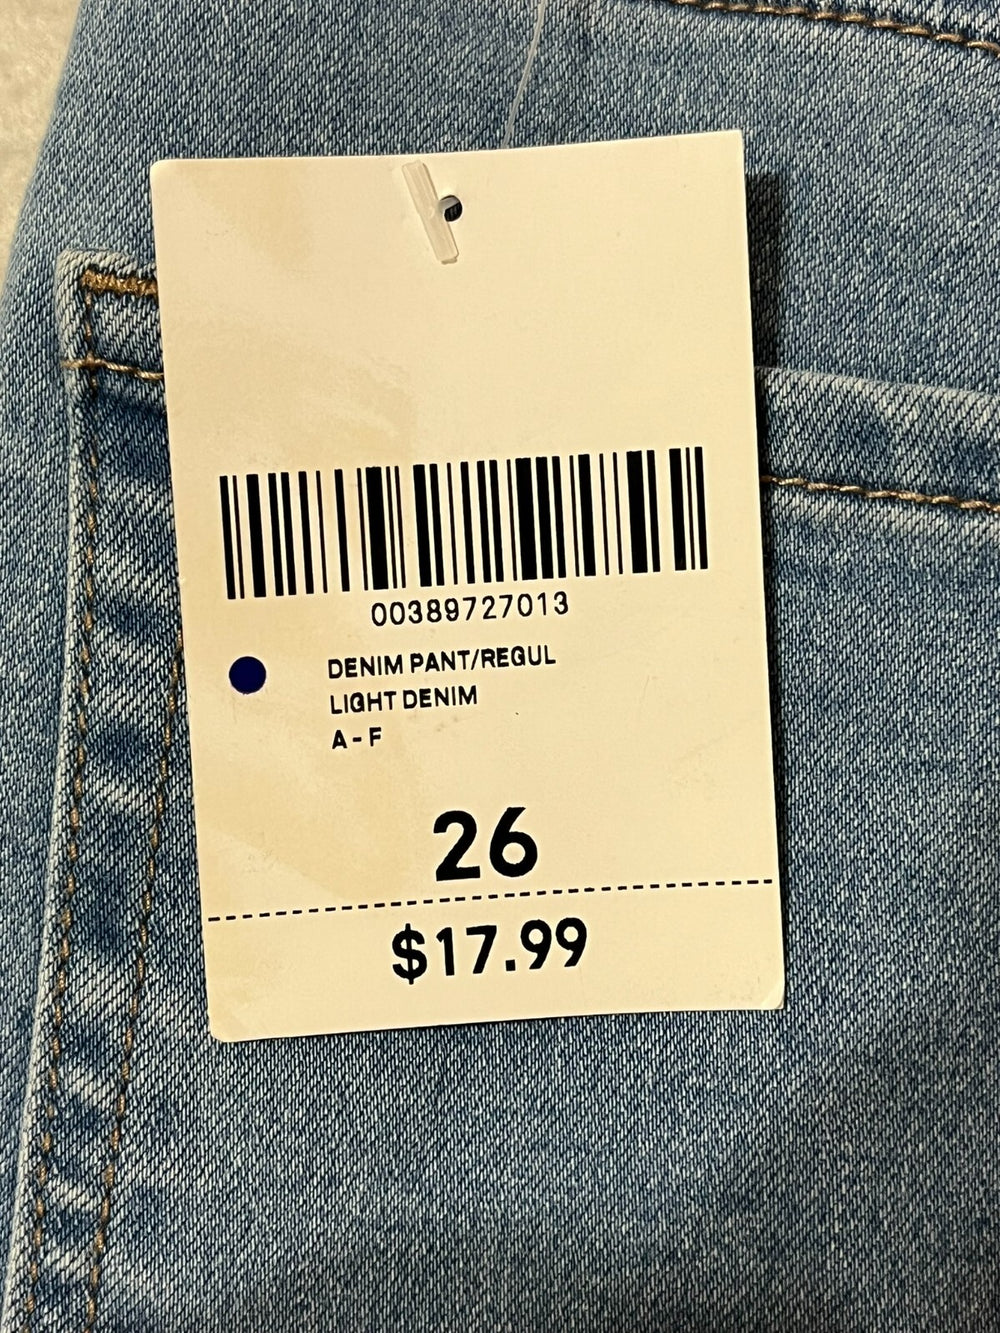 00389727013
DENIM PANT/REGUL
LIGHT DENIM
A-F
26
$17.99